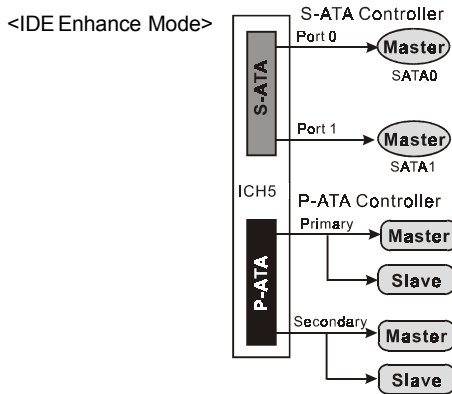 <IDE Enhance Mode>
S-ATA Controller
Port 0
Master
SATA0
S-ATA
Port 1
Master
SATA1
ICH5
P-ATA Controller
Primary
Master
P-ATA
Slave
Secondary
Master
Slave